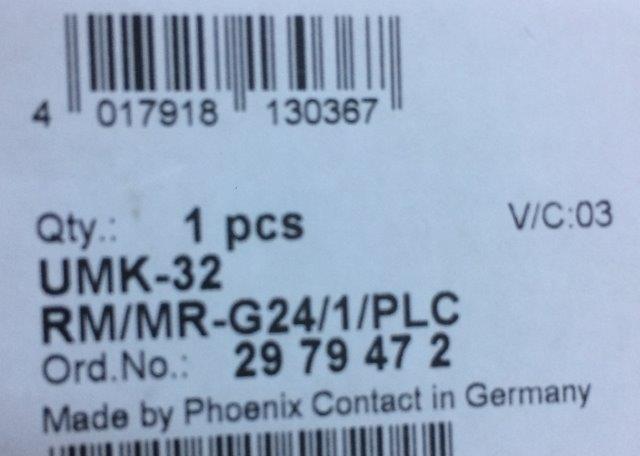 4 017918 130367
Qty.: 1 pcs V/C:03
UMK-32
RM/MR-G24/1/PLC
Ord.No.: 29 79 47 2
Made by Phoenix Contact in Germany